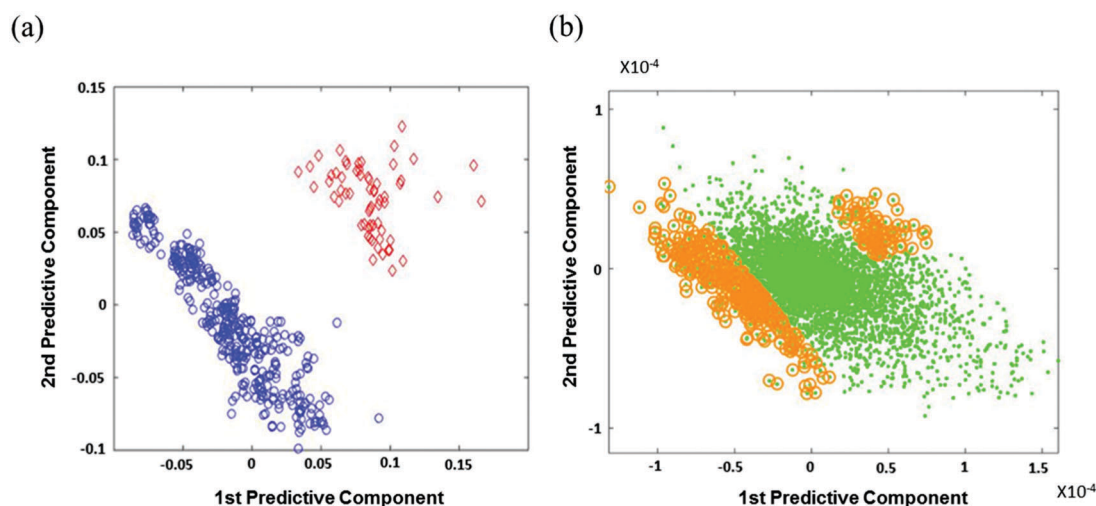 (a)
(b)
0.15
0.1
0.05
0
-0.05
-0.1
2nd Predictive Component
-0.05
0
0.05
0.1
0.15
1st Predictive Component
X10-4
1
0
-1
2nd Predictive Component
-1
-0.5
0
0.5
1
1.5
X10-4
1st Predictive Component